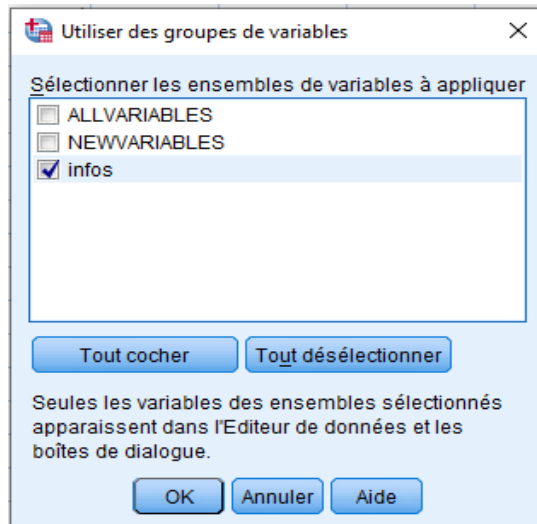 Utiliser des groupes de variables
Sélectionner les ensembles de variables à appliquer
ALLVARIABLES
NEWVARIABLES
infos
Tout cocher
Tout désélectionner
Seules les variables des ensembles sélectionnés
apparaissent dans l'Editeur de données et les
boîtes de dialogue.
OK
Annuler
Aide